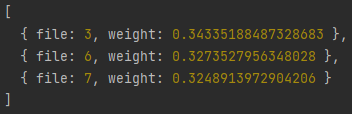 [
  { file: 3, weight: 0.34335188487328683 },
  { file: 6, weight: 0.3273527956348028 },
  { file: 7, weight: 0.3248913972904206 }
]